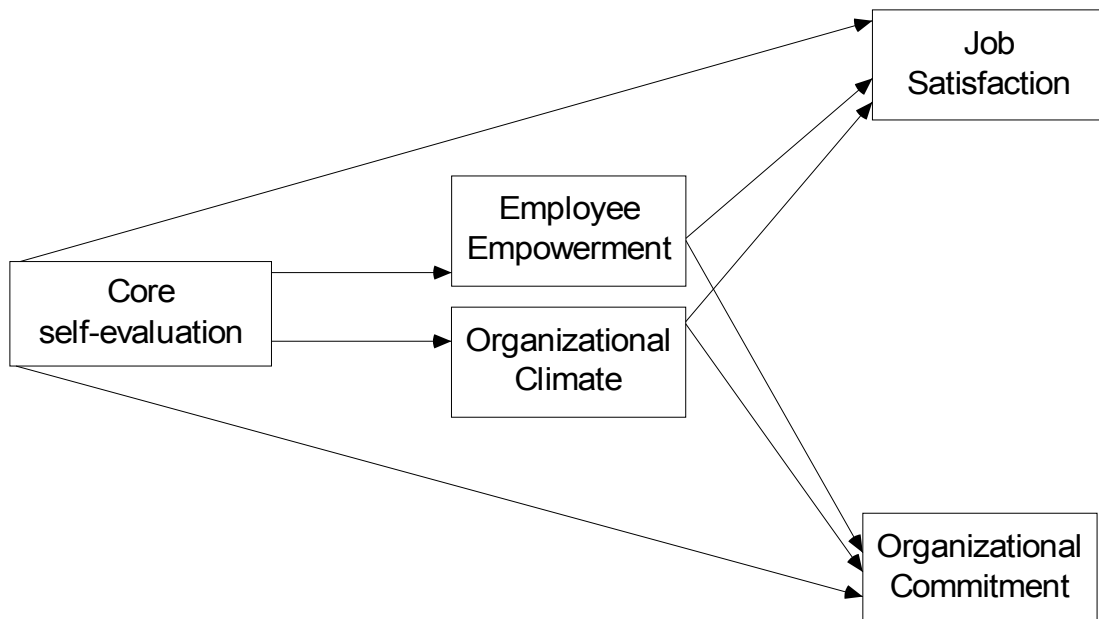 Job
Satisfaction
Employee
Empowerment
Core
self-evaluation
Organizational
Climate
Organizational
Commitment